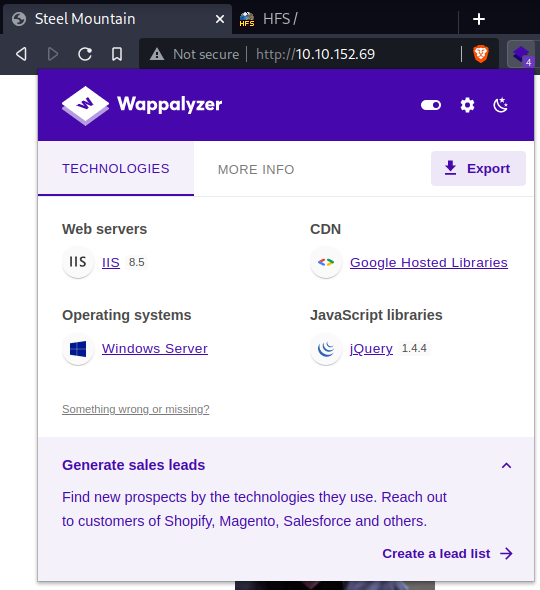 Steel Mountain
HFS
HFS /
Not secure
http://10.10.152.69
4
W
Wappalyzer
TECHNOLOGIES
MORE INFO
Export
Web servers
CDN
IIS IIS 8.5
Google Hosted Libraries
Operating systems
JavaScript libraries
Windows Server
jQuery 1.4.4
Something wrong or missing?
Generate sales leads
Find new prospects by the technologies they use. Reach out
to customers of Shopify, Magento, Salesforce and others.
Create a lead list